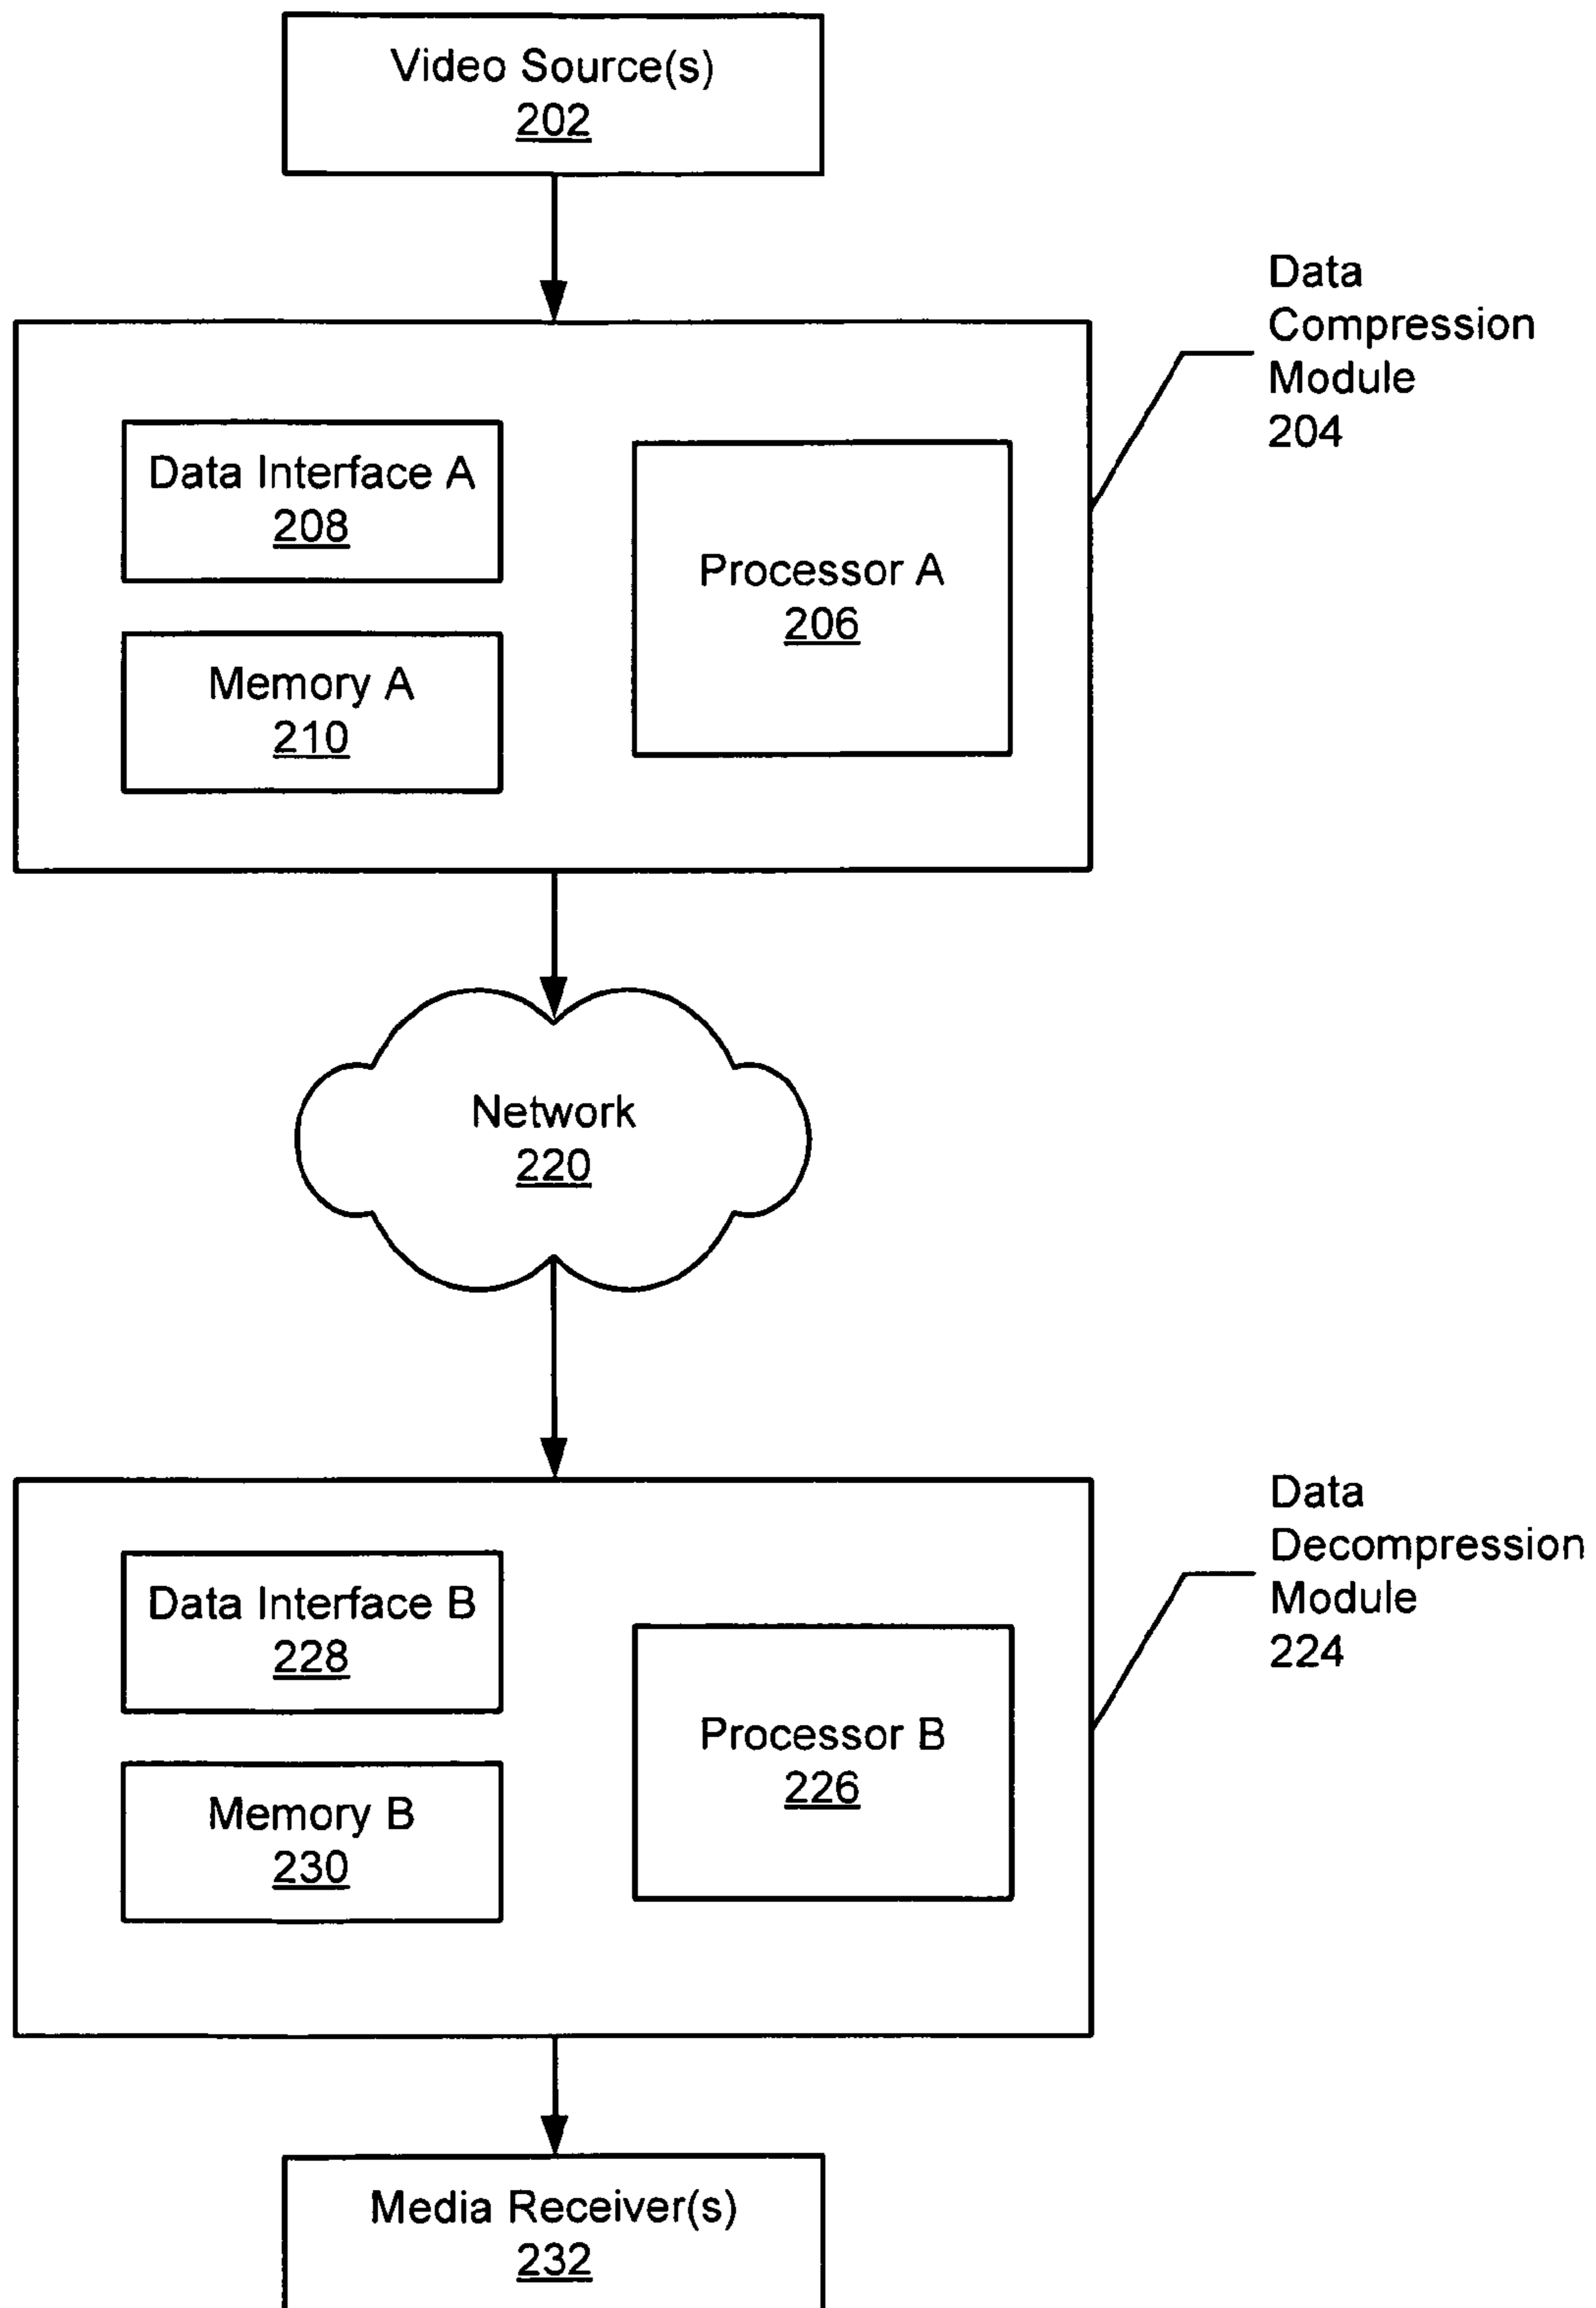 Video Source(s)
202
Data
Compression
Module
204
Data Interface A
208
Processor A
206
Memory A
210
Network
220
Data
Decompression
Module
224
Data Interface B
228
Processor B
226
Memory B
230
Media Receiver(s)
232